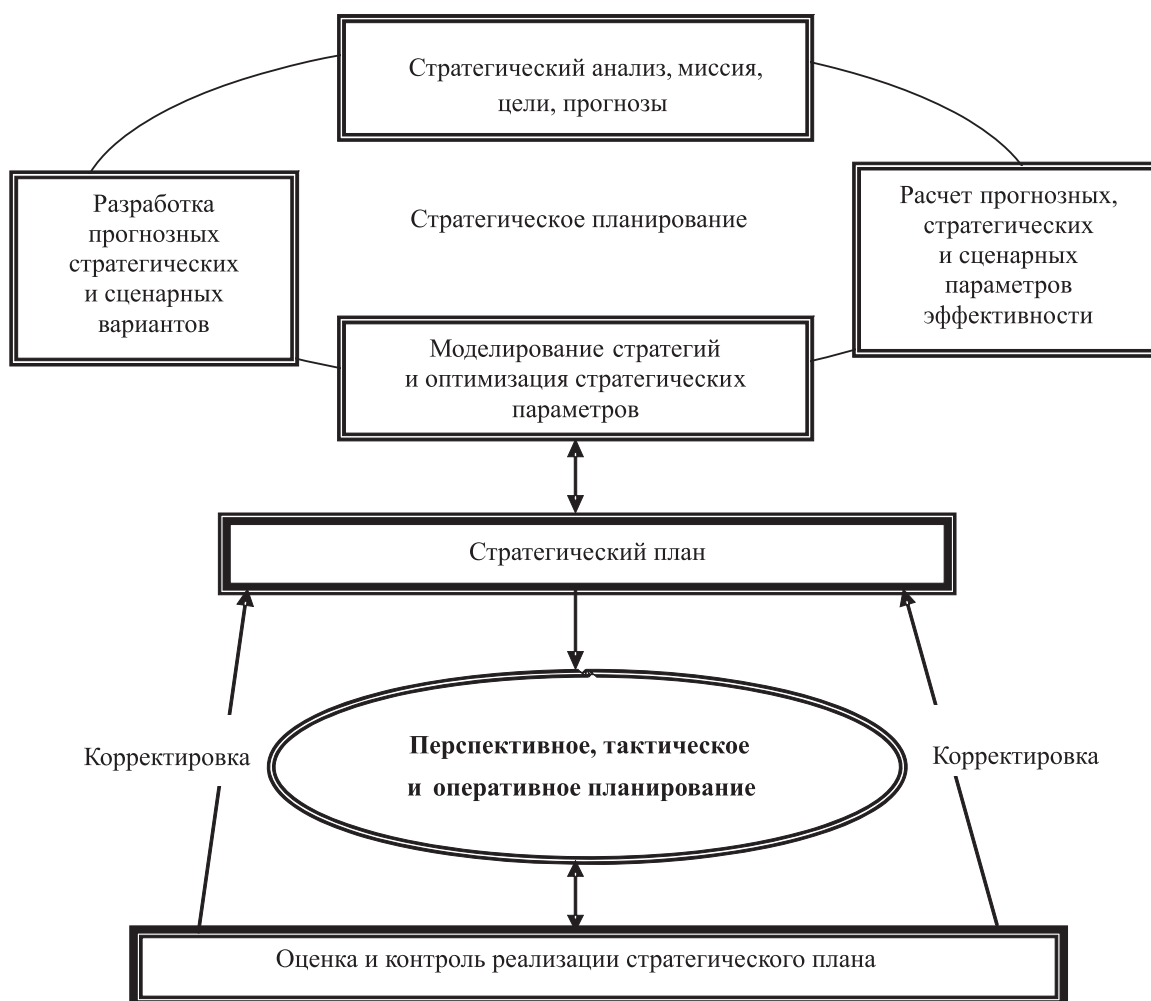 Стратегический анализ, миссия,
цели, прогнозы
Разработка
прогнозных
стратегических
и сценарных
вариантов
Стратегическое планирование
Расчет прогнозных,
стратегических
и сценарных
параметров
эффективности
Моделирование стратегий
и оптимизация стратегических
параметров
Стратегический план
Корректировка
Перспективное, тактическое
и оперативное планирование
Корректировка
Оценка и контроль реализации стратегического плана